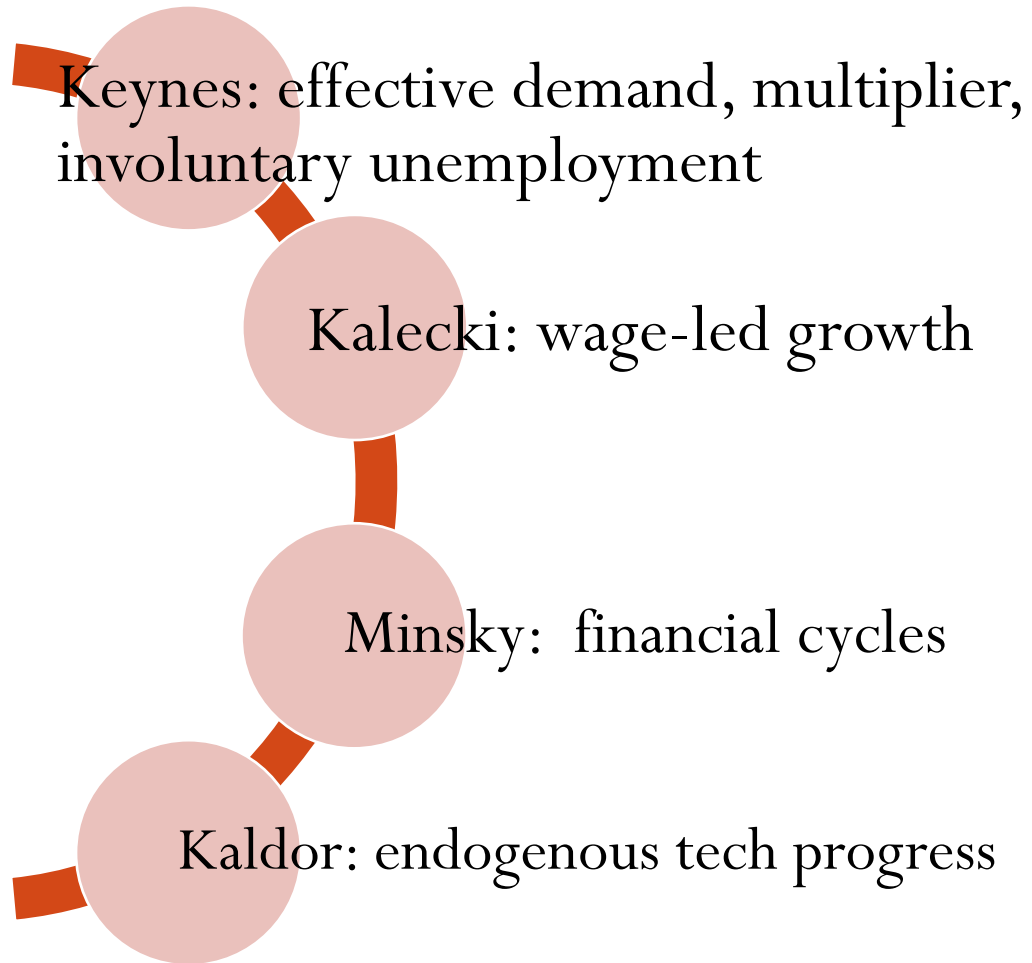 Keynes: effective demand, multiplier,
involuntary unemployment
Kalecki: wage-led growth
Minsky:  financial cycles
Kaldor: endogenous tech progress